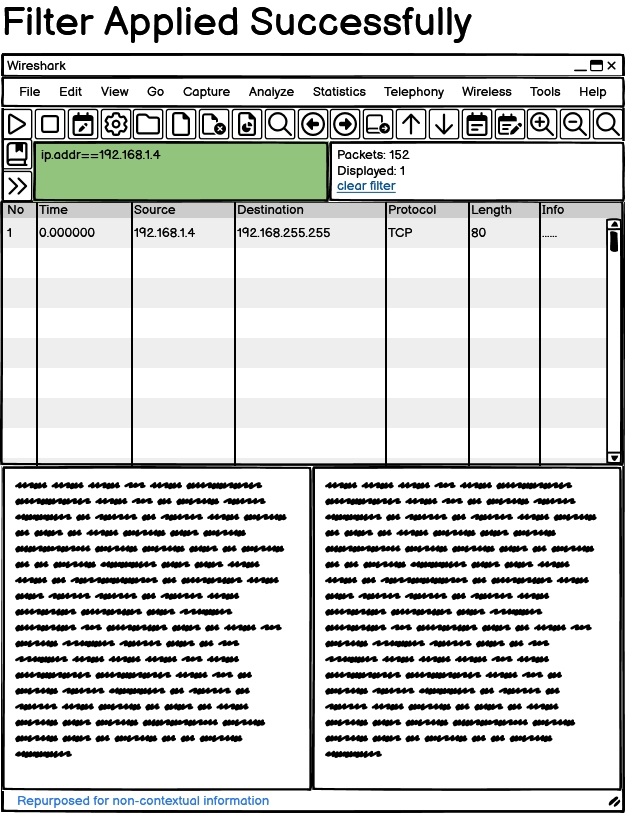 Filter Applied Successfully
Wireshark
File Edit View Go Capture Analyze Statistics Telephony Wireless Tools Help
ip.addr==192.168.1.4
Packets: 152
Displayed: 1
clear filter
No Time Source Destination Protocol Length Info
1 0.000000 192.168.1.4 192.168.255.255 TCP 80 ......
Repurposed for non-contextual information